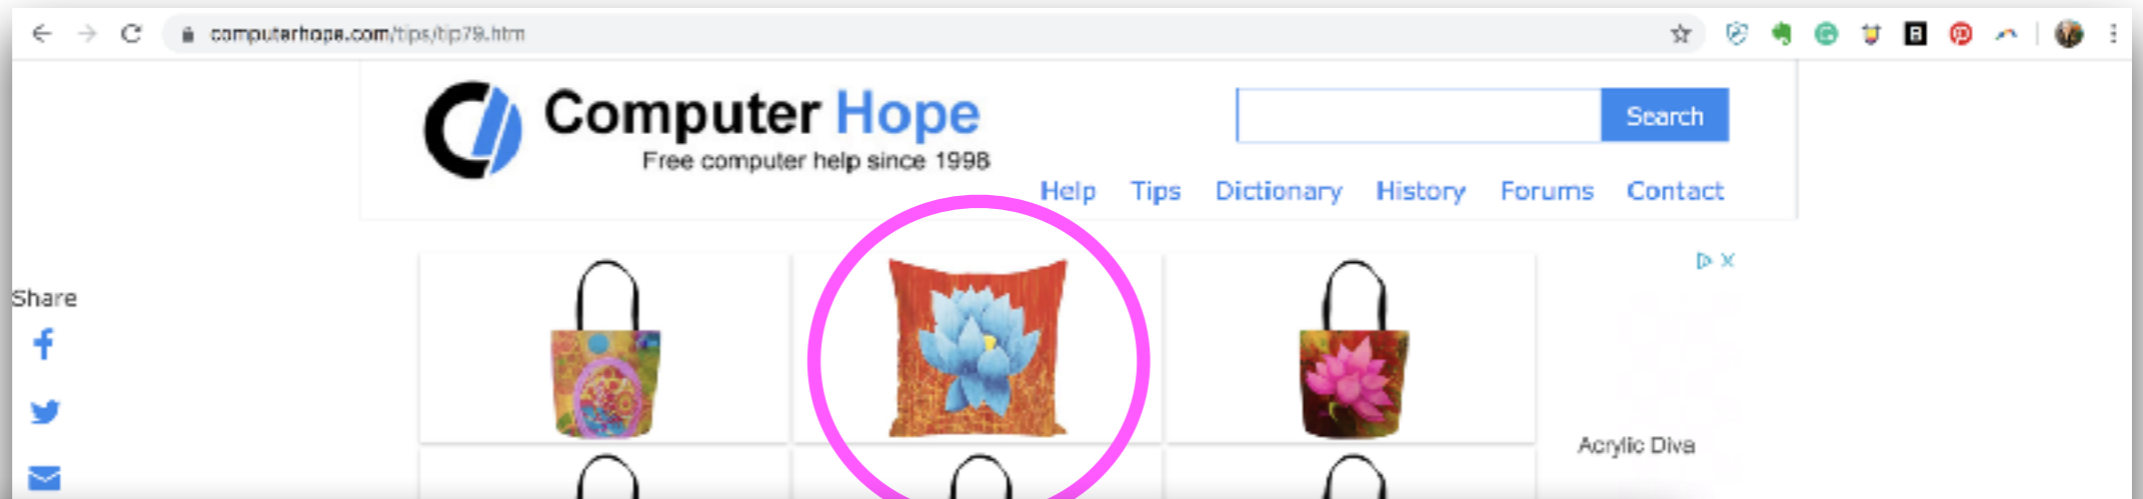 computerhope.com/tips/tip79.htm
Computer Hope
Free computer help since 1998
Search
Help Tips Dictionary History Forums Contact
Share
Acrylic Diva